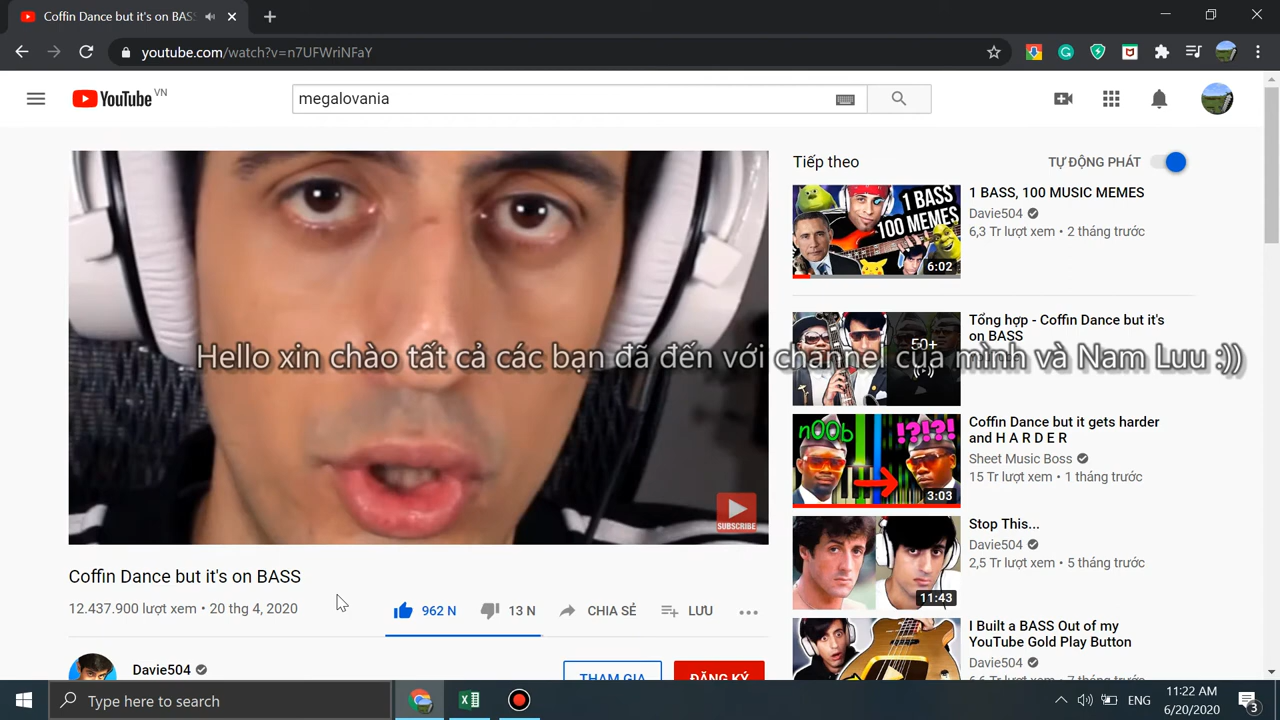 Coffin Dance but it's on BAS
youtube.com/watch?v=n7UFWriNFaY
YouTube VN
megalovania
Hello xin chào tất cả các bạn đã đến với channel của mình và Nam Luu :))
SUBSCRIBE
Coffin Dance but it's on BASS
12.437.900 lượt xem • 20 thg 4, 2020
962 N
13 N
CHIA SẺ
LƯU
Davie504
THAM GIA
ĐĂNG KÝ
Tiếp theo
TỰ ĐỘNG PHÁT
1 BASS
100 MEMES
6:02
1 BASS, 100 MUSIC MEMES
Davie504
6,3 Tr lượt xem • 2 tháng trước
50+
Tổng hợp - Coffin Dance but it's
on BASS
n00b
!?!?!
3:03
Coffin Dance but it gets harder
and H A R D E R
Sheet Music Boss
15 Tr lượt xem • 1 tháng trước
11:43
Stop This...
Davie504
2,5 Tr lượt xem • 5 tháng trước
I Built a BASS Out of my
YouTube Gold Play Button
Davie504
Type here to search
ENG
11:22 AM
6/20/2020
3